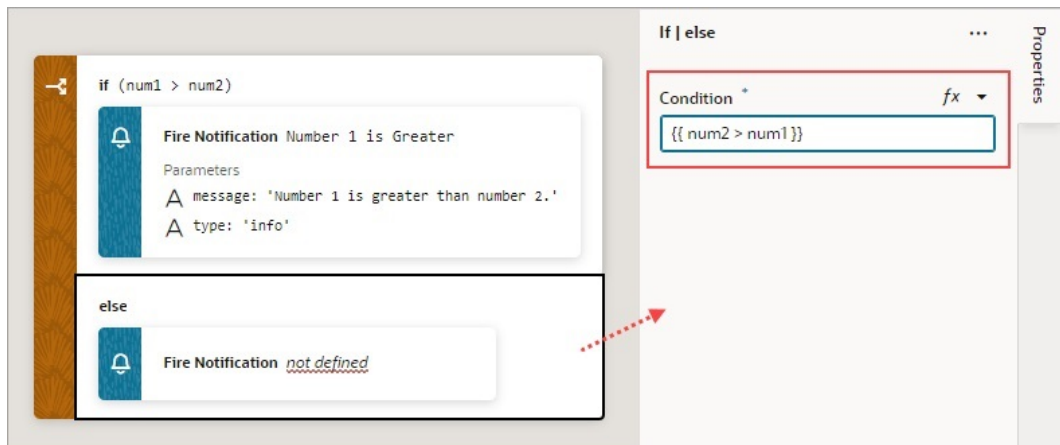 if (num1 > num2)
Fire Notification Number 1 is Greater
Parameters
A message: 'Number 1 is greater than number 2.'
A type: 'info'
else
Fire Notification not defined
If | else
...
Condition *
fx
{{ num2 > num1 }}
Properties